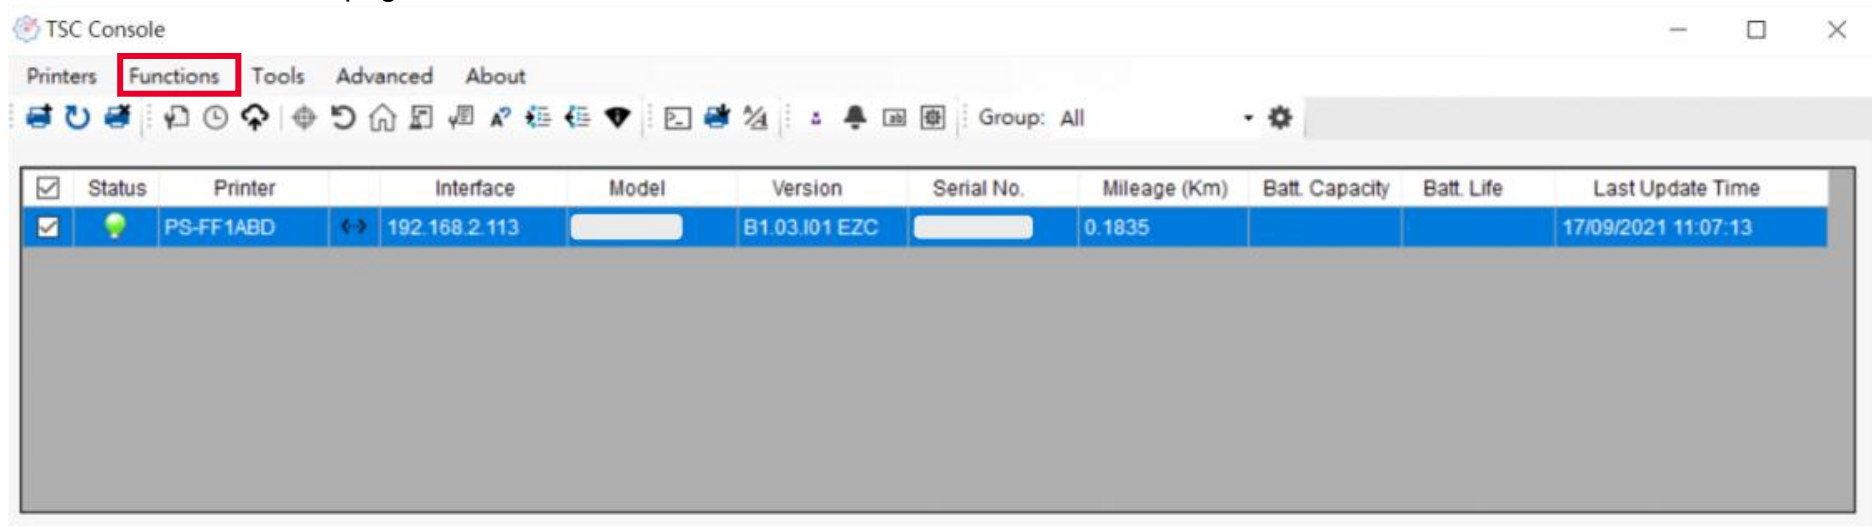 TSC Console
Printers Functions Tools Advanced About
Group: All
Status Printer Interface Model Version Serial No. Mileage (Km) Batt. Capacity Batt. Life Last Update Time
PS-FF1ABD 192.168.2.113 B1.03.I01 EZC 0.1835 17/09/2021 11:07:13